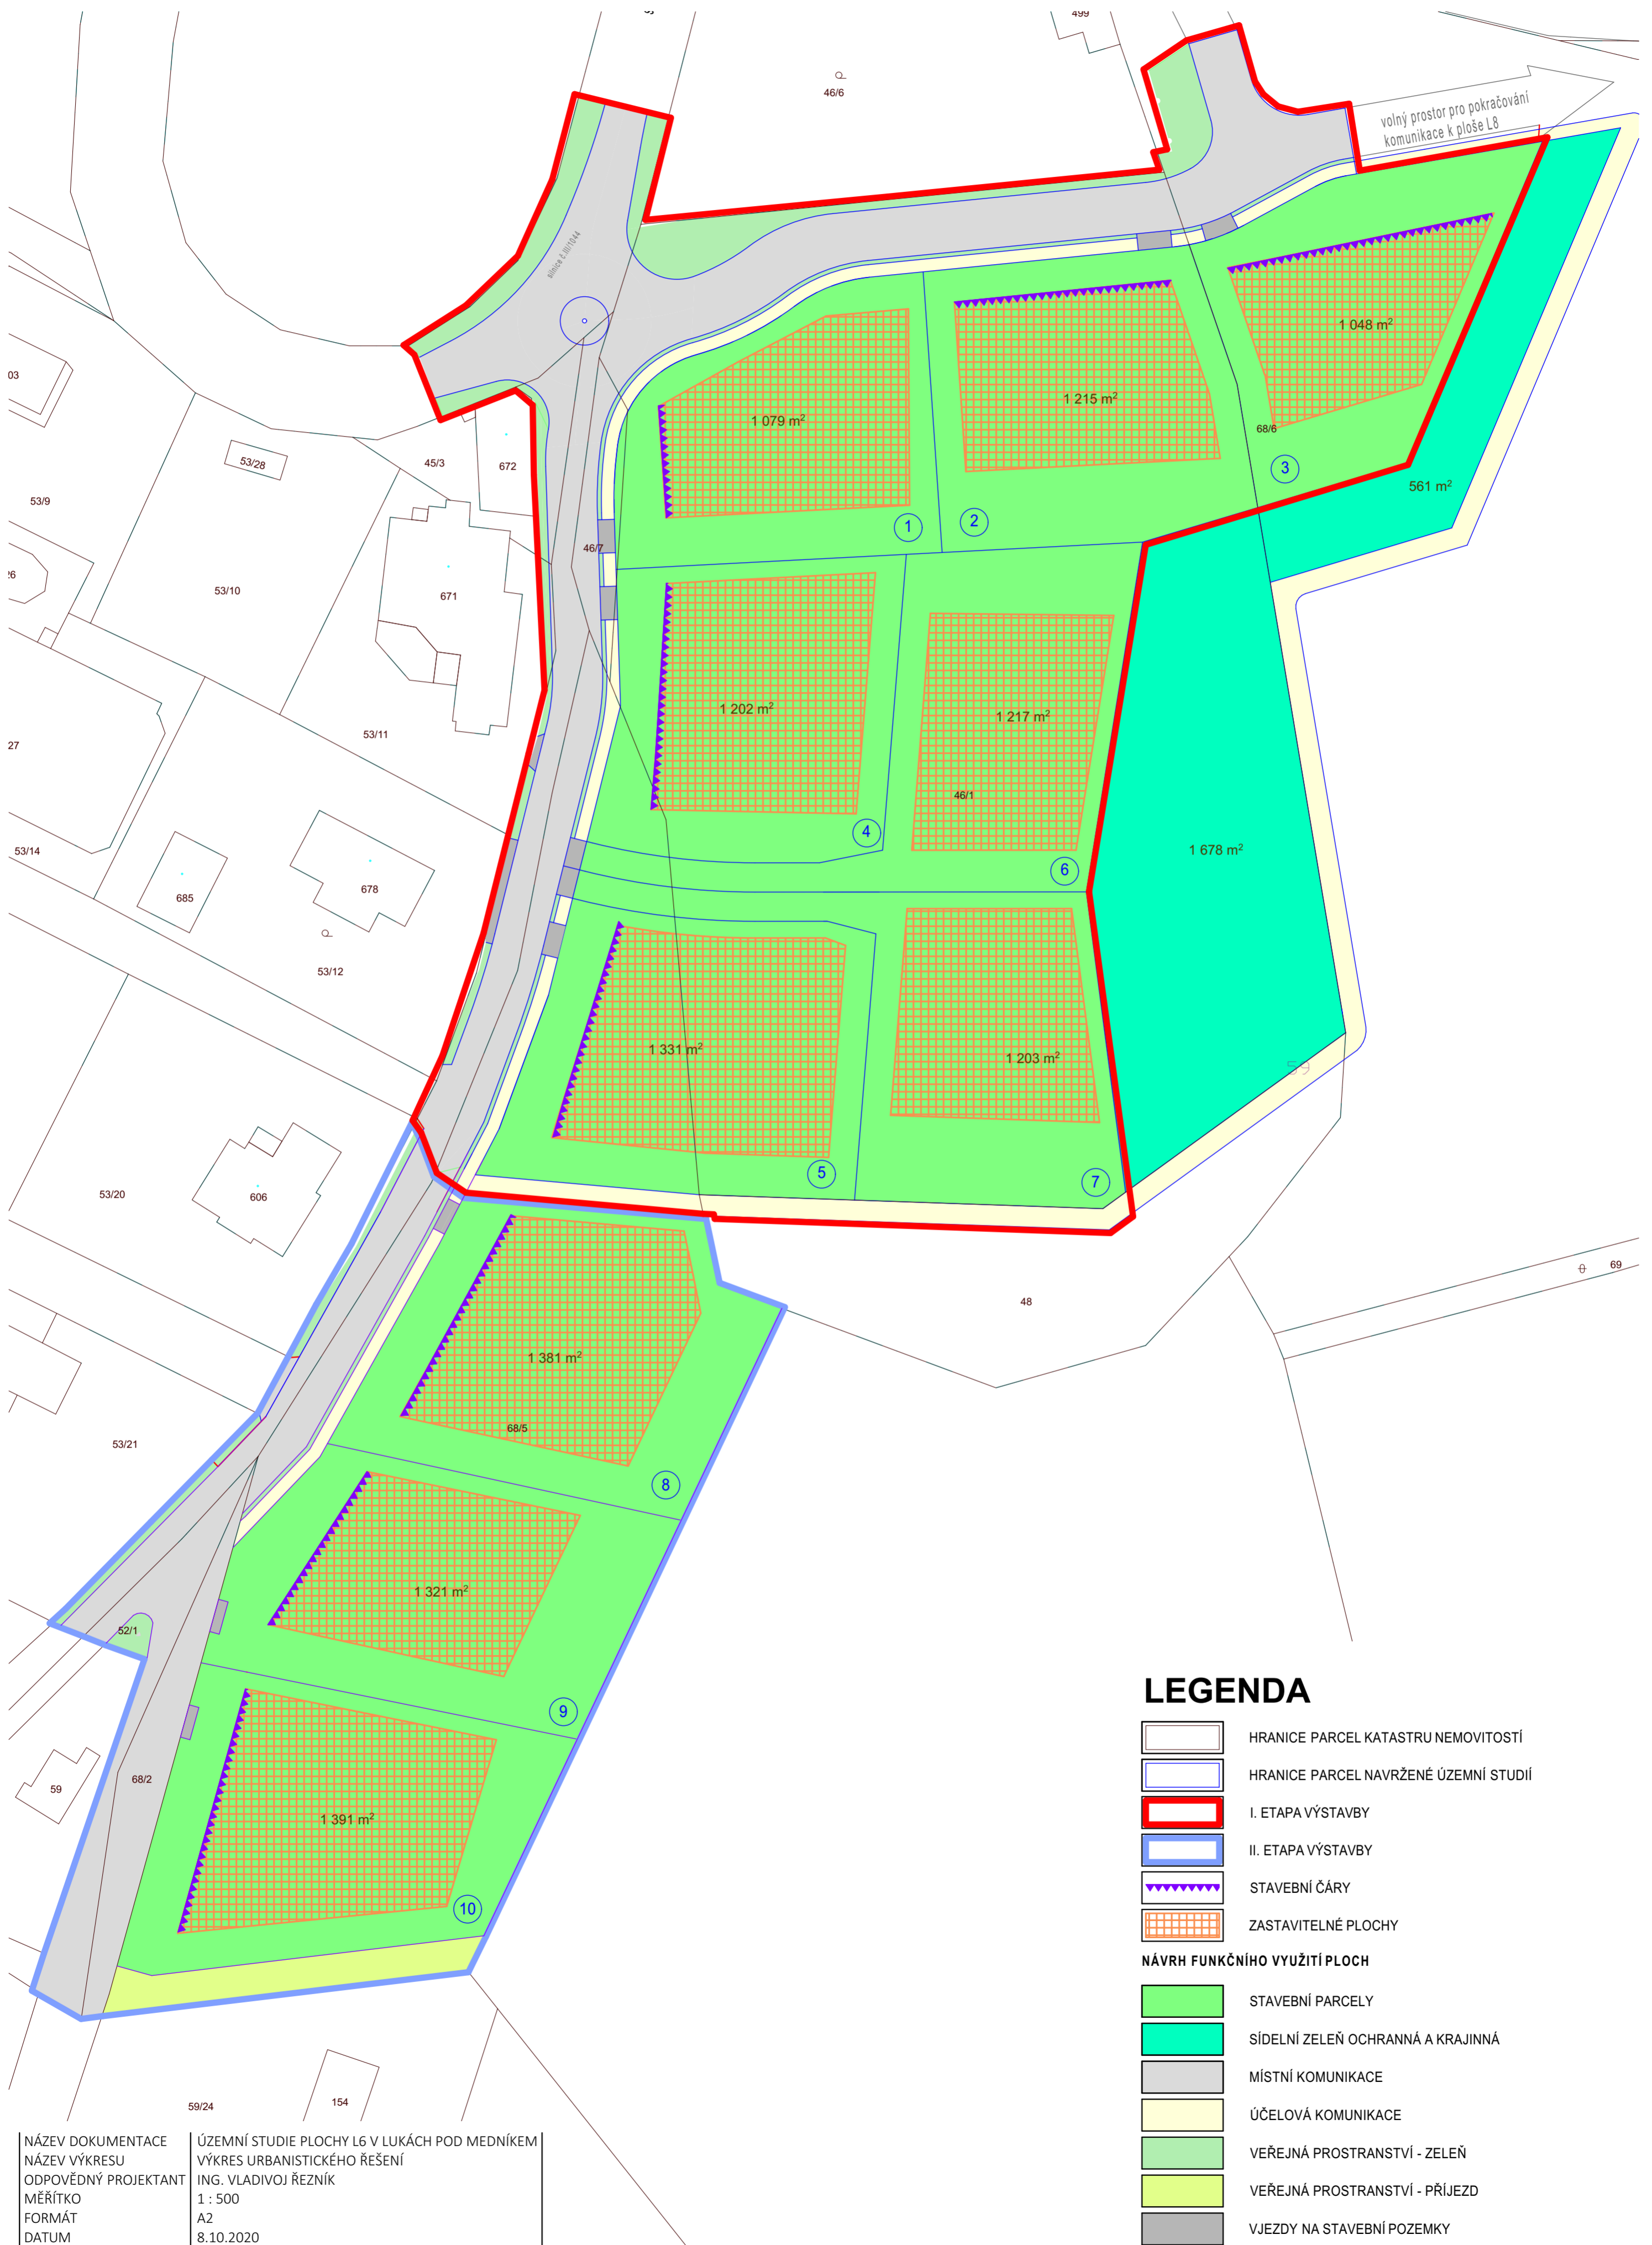 499
46/6
volný prostor pro pokračování
komunikace k ploše L8
silnice č.III/1044
1 048 m²
03
1 215 m²
1 079 m²
68/6
53/28
45/3
672
3
561 m²
53/9
1
2
46/7
26
53/10
671
1 202 m²
1 217 m²
53/11
27
46/1
4
53/14
1 678 m²
6
678
685
53/12
1 331 m²
1 203 m²
59
5
7
53/20
606
69
48
1 381 m²
68/5
53/21
8
1 321 m²
52/1
9
68/2
59
1 391 m²
10
59/24
154
LEGENDA
HRANICE PARCEL KATASTRU NEMOVITOSTÍ
HRANICE PARCEL NAVRŽENÉ ÚZEMNÍ STUDIÍ
I. ETAPA VÝSTAVBY
II. ETAPA VÝSTAVBY
STAVEBNÍ ČÁRY
ZASTAVITELNÉ PLOCHY
NÁVRH FUNKČNÍHO VYUŽITÍ PLOCH
STAVEBNÍ PARCELY
SÍDELNÍ ZELEŇ OCHRANNÁ A KRAJINNÁ
MÍSTNÍ KOMUNIKACE
ÚČELOVÁ KOMUNIKACE
VEŘEJNÁ PROSTRANSTVÍ - ZELEŇ
VEŘEJNÁ PROSTRANSTVÍ - PŘÍJEZD
VJEZDY NA STAVEBNÍ POZEMKY
NÁZEV DOKUMENTACE ÚZEMNÍ STUDIE PLOCHY L6 V LUKÁCH POD MEDNÍKEM
NÁZEV VÝKRESU VÝKRES URBANISTICKÉHO ŘEŠENÍ
ODPOVĚDNÝ PROJEKTANT ING. VLADIVOJ ŘEZNÍK
MĚŘÍTKO 1 : 500
FORMÁT A2
DATUM 8.10.2020